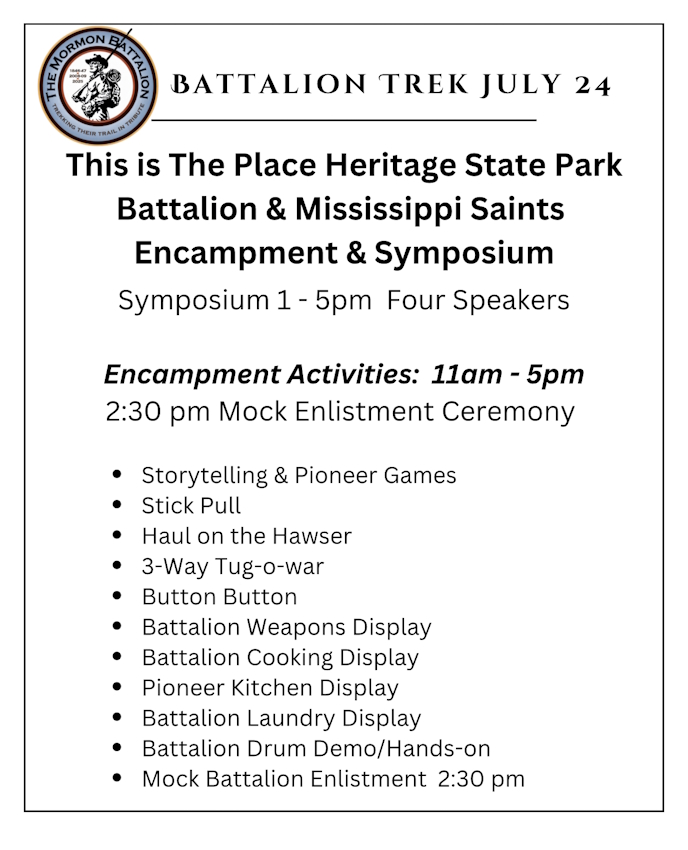 THE MORMON BATTALION
TREKKING THEIR TRAIL IN TRIBUTE
BATTALION TREK JULY 24
This is The Place Heritage State Park
Battalion & Mississippi Saints
Encampment & Symposium
Symposium 1 - 5pm  Four Speakers
Encampment Activities:  11am - 5pm
2:30 pm Mock Enlistment Ceremony
• Storytelling & Pioneer Games
• Stick Pull
• Haul on the Hawser
• 3-Way Tug-o-war
• Button Button
• Battalion Weapons Display
• Battalion Cooking Display
• Pioneer Kitchen Display
• Battalion Laundry Display
• Battalion Drum Demo/Hands-on
• Mock Battalion Enlistment  2:30 pm